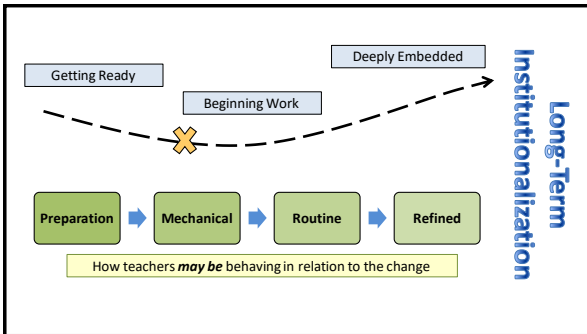 Deeply Embedded
Getting Ready
Beginning Work
Preparation
Mechanical
Routine
Refined
How teachers may be behaving in relation to the change
Long-Term
Institutionalization